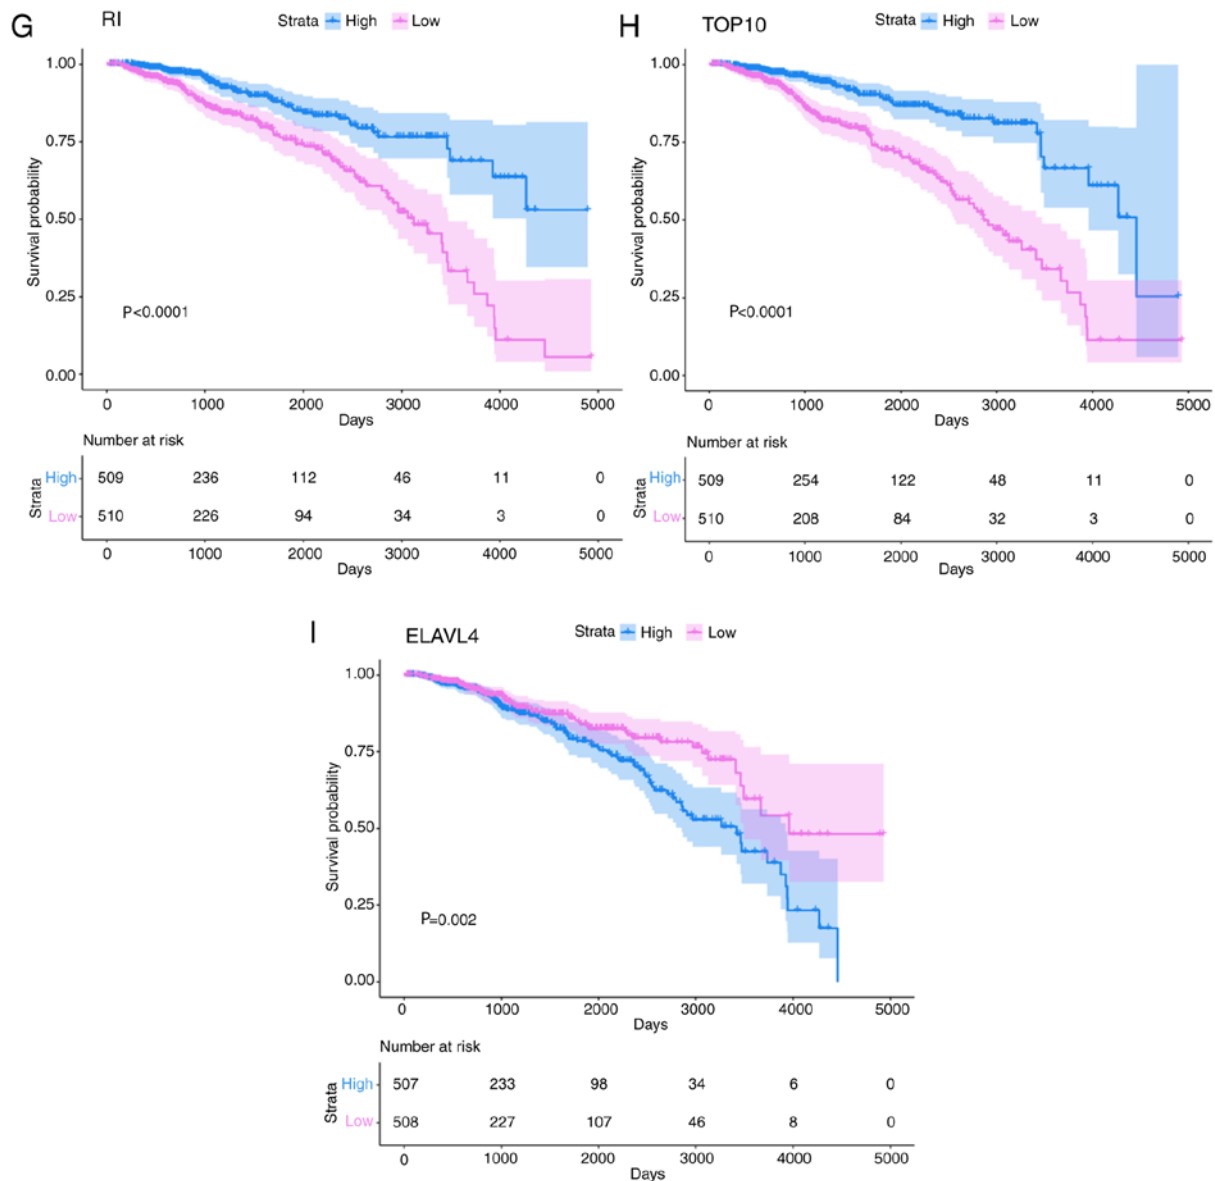 G RI Strata High Low
1.00
0.75
0.50
0.25
0.00
Survival probability
P<0.0001
0 1000 2000 3000 4000 5000
Days
Number at risk
Strata
High 509 236 112 46 11 0
Low 510 226 94 34 3 0
0 1000 2000 3000 4000 5000
Days
H TOP10 Strata High Low
1.00
0.75
0.50
0.25
0.00
Survival probability
P<0.0001
0 1000 2000 3000 4000 5000
Days
Number at risk
Strata
High 509 254 122 48 11 0
Low 510 208 84 32 3 0
0 1000 2000 3000 4000 5000
Days
I ELAVL4 Strata High Low
1.00
0.75
0.50
0.25
0.00
Survival probability
P=0.002
0 1000 2000 3000 4000 5000
Days
Number at risk
Strata
High 507 233 98 34 6 0
Low 508 227 107 46 8 0
0 1000 2000 3000 4000 5000
Days